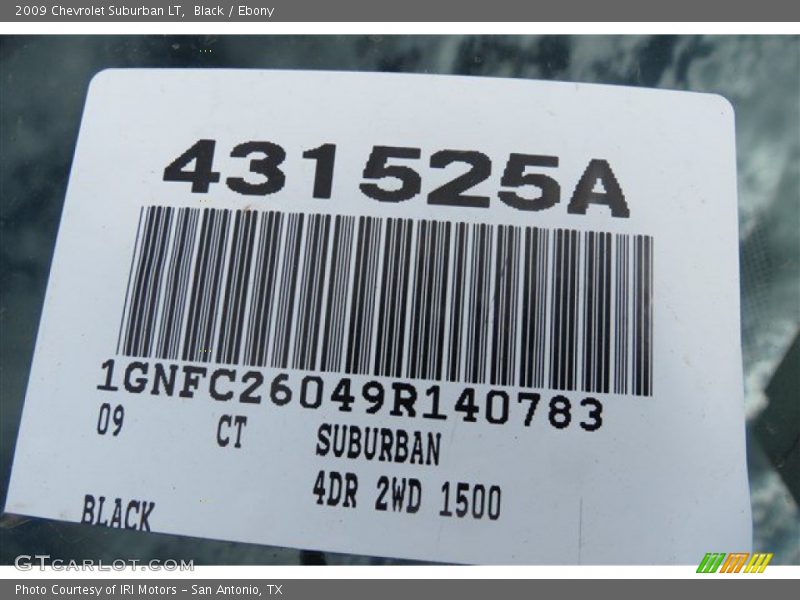 2009 Chevrolet Suburban LT, Black / Ebony
431525A
1GNFC26049R140783
09 CT SUBURBAN
4DR 2WD 1500
BLACK
GTcarlot.com
Photo Courtesy of IRI Motors - San Antonio, TX